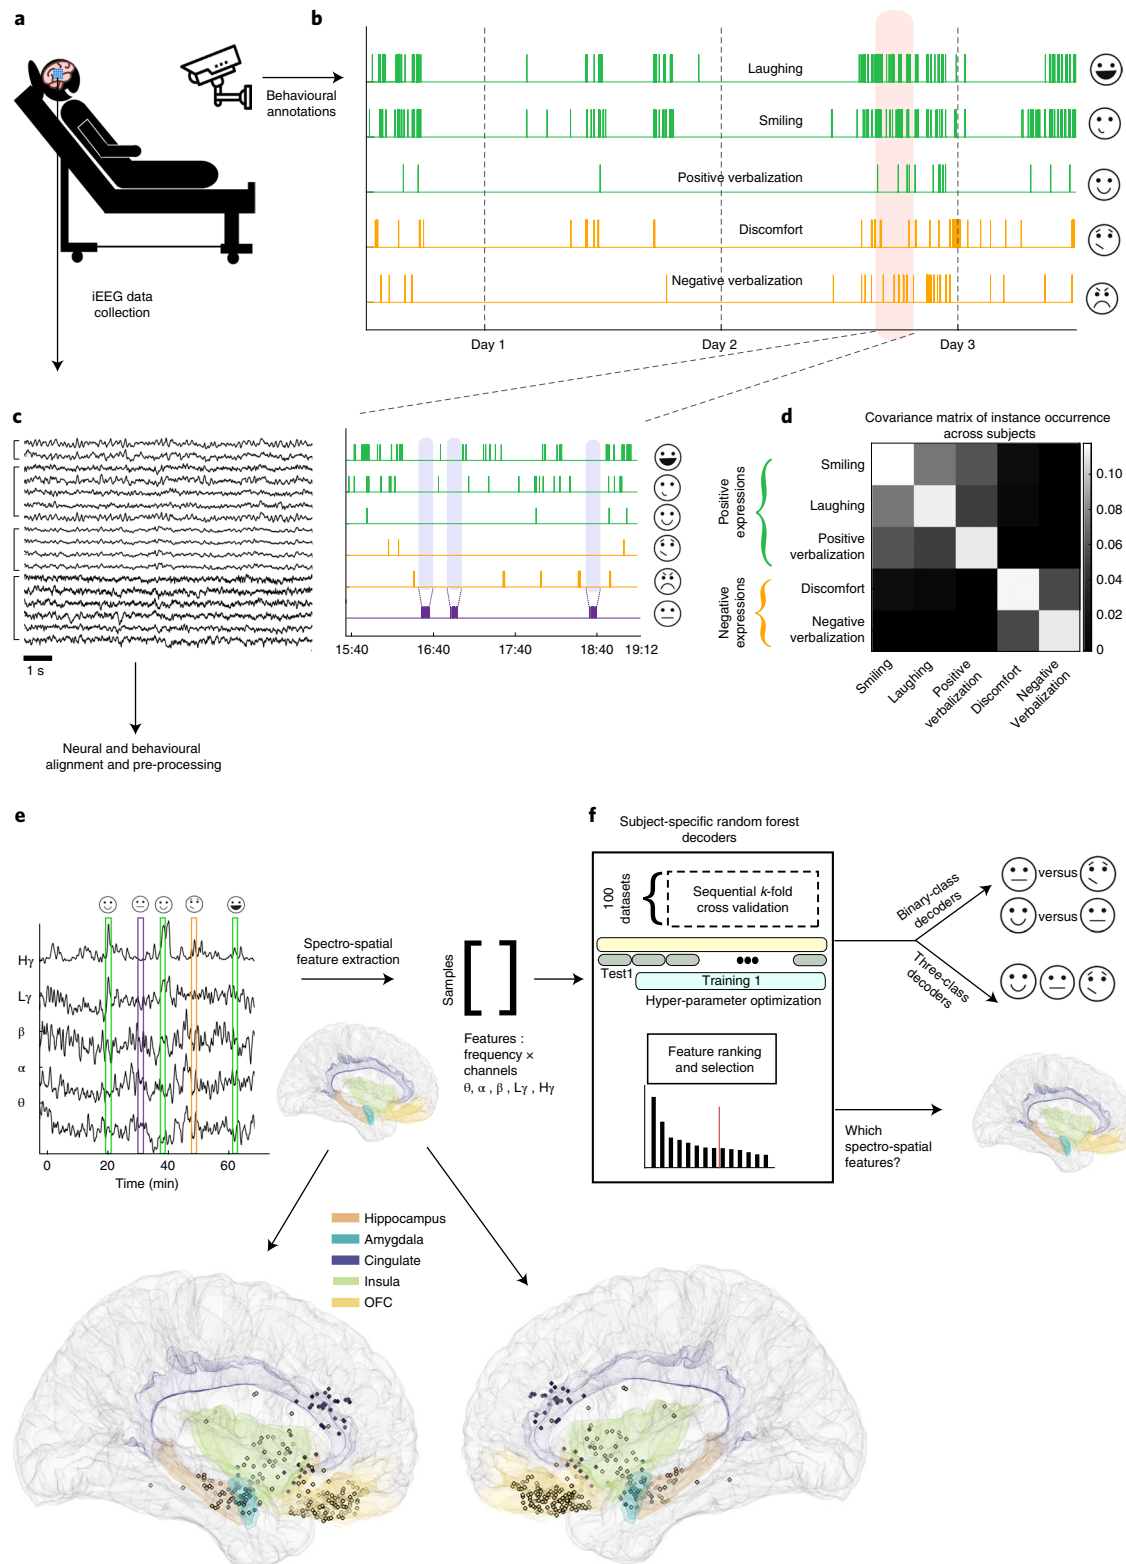 a
b
Behavioural
annotations
Laughing
Smiling
Positive verbalization
Discomfort
Negative verbalization
Day 1
Day 2
Day 3
iEEG data
collection
c
1 s
15:40
16:40
17:40
18:40
19:12
d
Covariance matrix of instance occurrence
across subjects
Positive
expressions
Negative
expressions
Smiling
Laughing
Positive
verbalization
Discomfort
Negative
verbalization
0.10
0.08
0.06
0.04
0.02
0
Smiling
Laughing
Positive
verbalization
Discomfort
Negative
Verbalization
Neural and behavioural
alignment and pre-processing
e
Hγ
Lγ
β
α
θ
0
20
40
60
Time (min)
Spectro-spatial
feature extraction
Samples
Features :
frequency ×
channels
θ, α , β , Lγ , Hγ
f
Subject-specific random forest
decoders
100
datasets
Sequential k-fold
cross validation
Test1
Training 1
Hyper-parameter optimization
Feature ranking
and selection
Binary-class
decoders
Three-class
decoders
versus
versus
Which
spectro-spatial
features?
Hippocampus
Amygdala
Cingulate
Insula
OFC